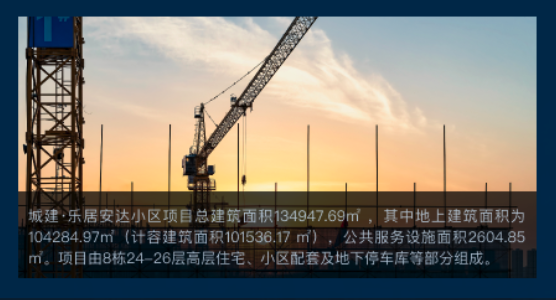 城建·乐居安达小区项目总建筑面积134947.69㎡，其中地上建筑面积为
104284.97㎡（计容建筑面积101536.17 ㎡），公共服务设施面积2604.85
㎡。项目由8栋24-26层高层住宅、小区配套及地下停车库等部分组成。